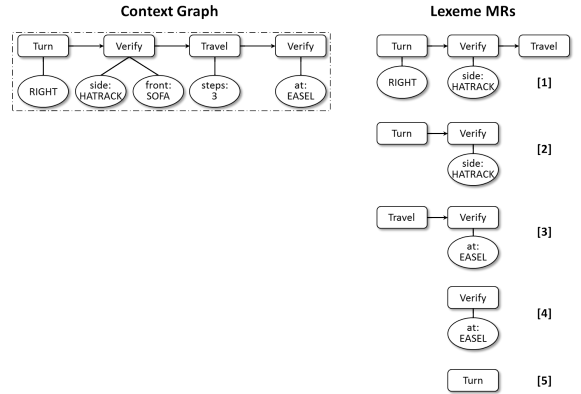 Context Graph
Lexeme MRs
Turn
Verify
Travel
Verify
RIGHT
side:
HATRACK
front:
SOFA
steps:
3
at:
EASEL
Turn
Verify
Travel
RIGHT
side:
HATRACK
[1]
Turn
Verify
side:
HATRACK
[2]
Travel
Verify
at:
EASEL
[3]
Verify
at:
EASEL
[4]
Turn
[5]